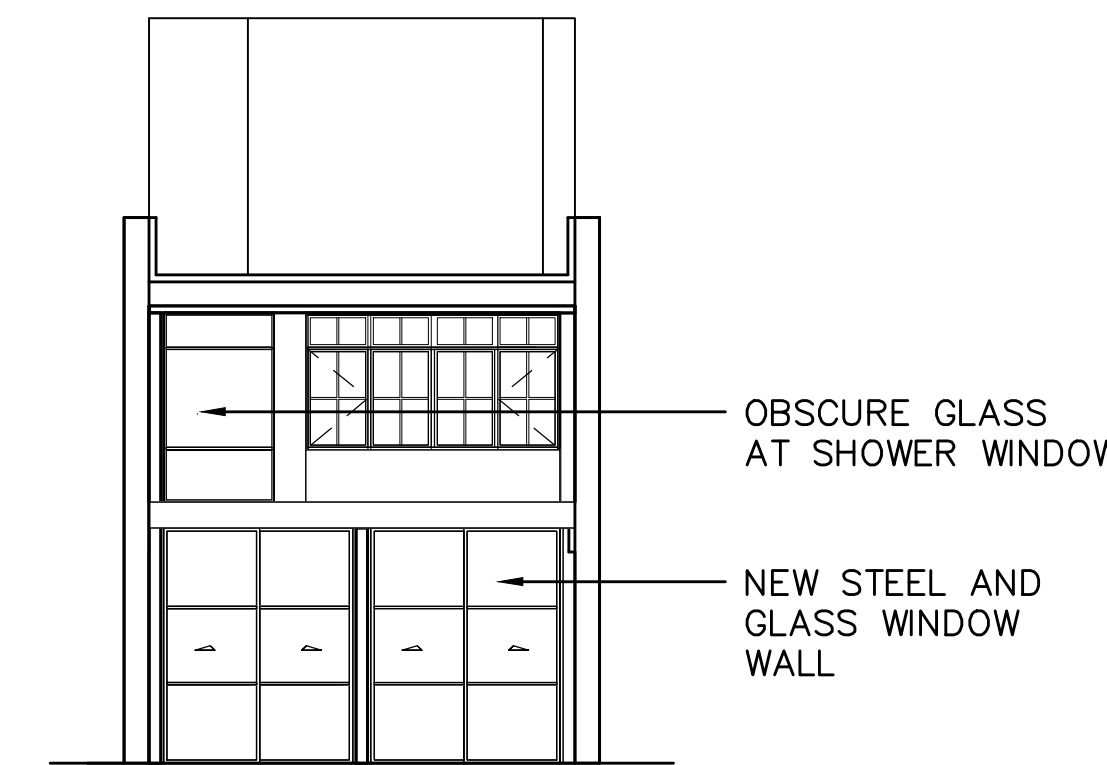 OBSCURE GLASS
AT SHOWER WINDOW
NEW STEEL AND
GLASS WINDOW
WALL